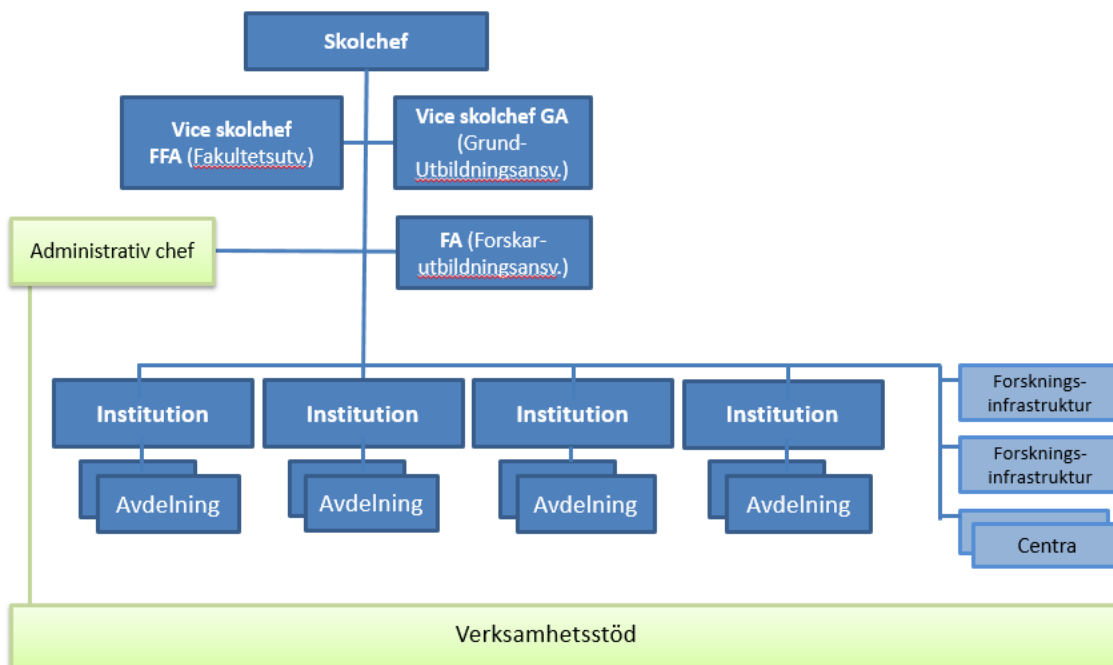 Skolchef
Vice skolchef
FFA (Fakultetsutv.)
Vice skolchef GA
(Grund-
Utbildningsansv.)
Administrativ chef
FA (Forskar-
utbildningsansv.)
Institution
Institution
Institution
Institution
Forsknings-
infrastruktur
Avdelning
Avdelning
Avdelning
Avdelning
Forsknings-
infrastruktur
Centra
Verksamhetsstöd